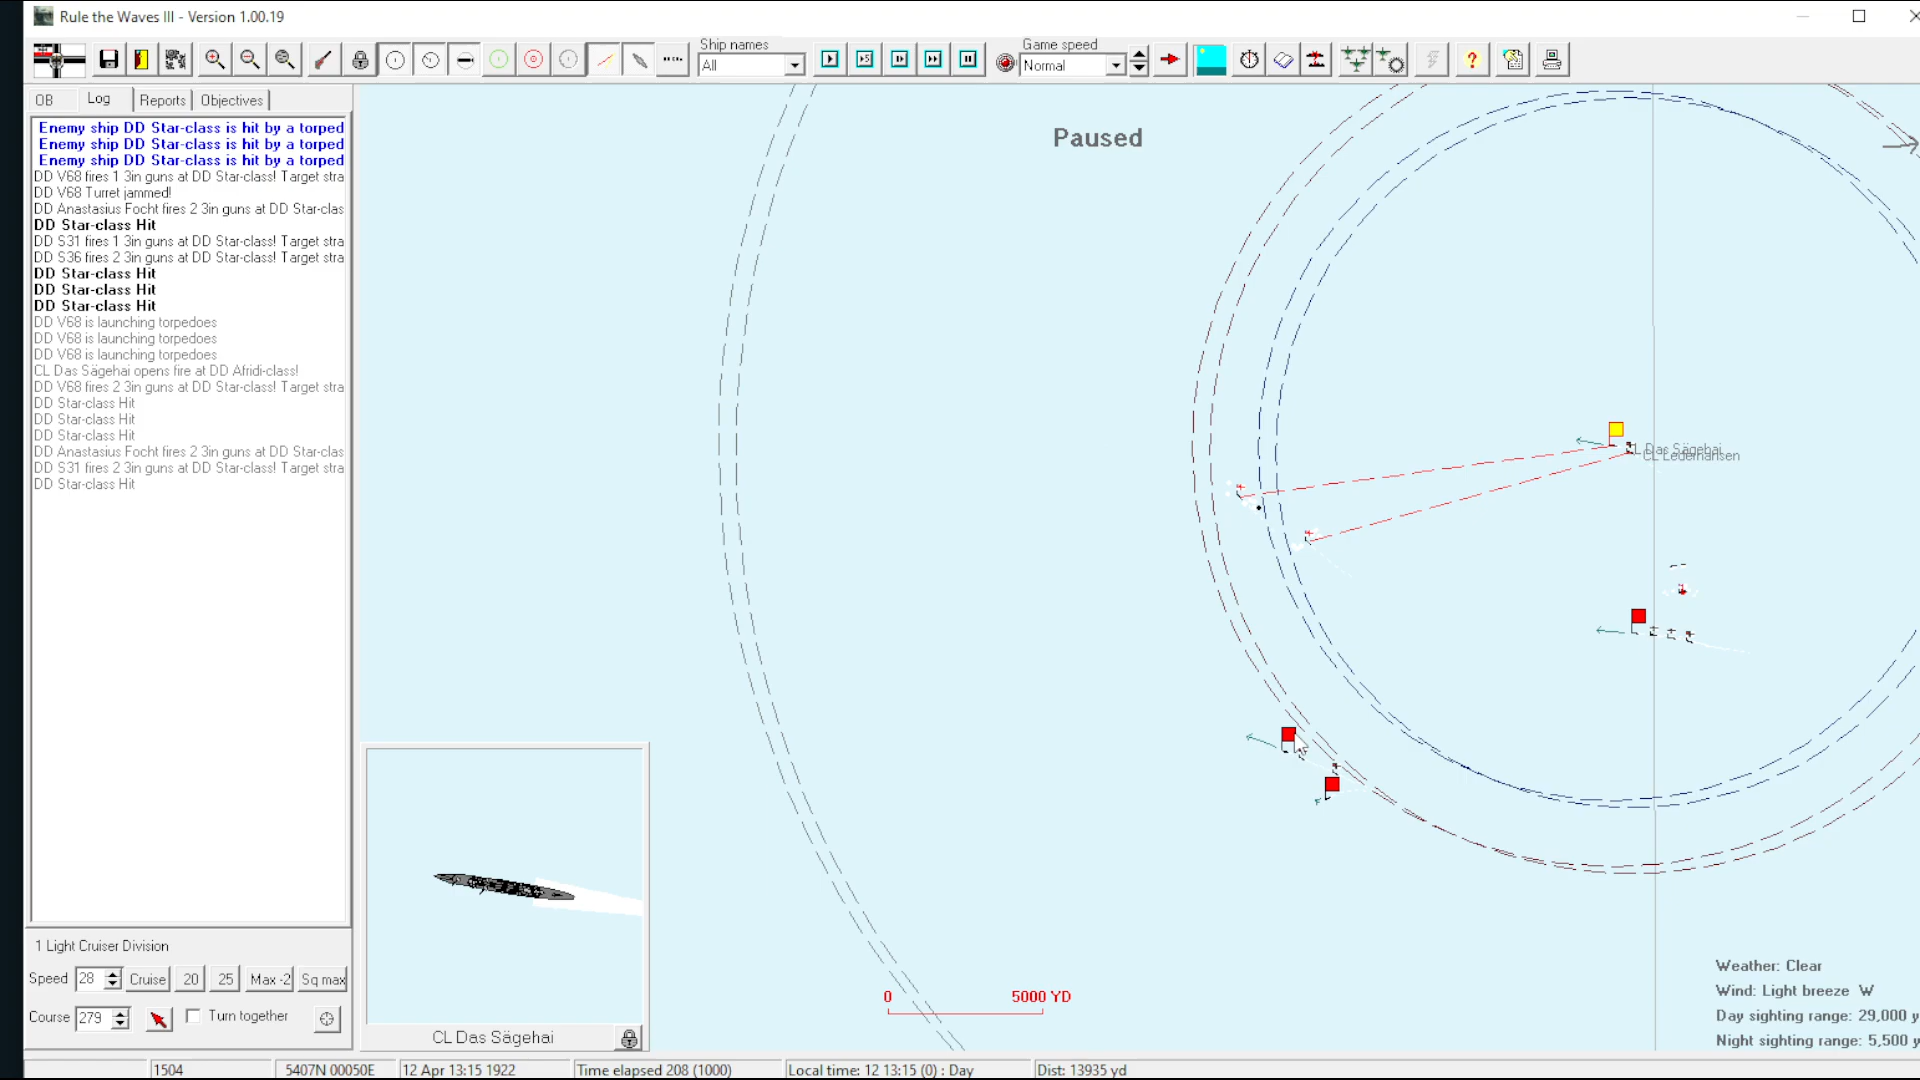 Rule the Waves III - Version 1.00.19
Ship names
All
Game speed
Normal
OB
Log
Reports
Objectives
Enemy ship DD Star-class is hit by a torped
Enemy ship DD Star-class is hit by a torped
Enemy ship DD Star-class is hit by a torped
DD V68 fires 1 3in guns at DD Star-class! Target stra
DD V68 Turret jammed!
DD Anastasius Focht fires 2 3in guns at DD Star-clas
DD Star-class Hit
DD S31 fires 1 3in guns at DD Star-class! Target stra
DD S36 fires 2 3in guns at DD Star-class! Target stra
DD Star-class Hit
DD Star-class Hit
DD Star-class Hit
DD V68 is launching torpedoes
DD V68 is launching torpedoes
DD V68 is launching torpedoes
CL Das Sägehai opens fire at DD Afridi-class!
DD V68 fires 2 3in guns at DD Star-class! Target stra
DD Star-class Hit
DD Star-class Hit
DD Star-class Hit
DD Anastasius Focht fires 2 3in guns at DD Star-clas
DD S31 fires 2 3in guns at DD Star-class! Target stra
DD Star-class Hit
Paused
Das Sägehai
CL Lederhansen
1 Light Cruiser Division
Speed 28 Cruise 20 25 Max -2 Sq max
Course 279 Turn together
CL Das Sägehai
0 5000 YD
Weather: Clear
Wind: Light breeze W
Day sighting range: 29,000 y
Night sighting range: 5,500 y
1504 5407N 00050E 12 Apr 13:15 1922 Time elapsed 208 (1000) Local time: 12 13:15 (0) : Day Dist: 13935 yd